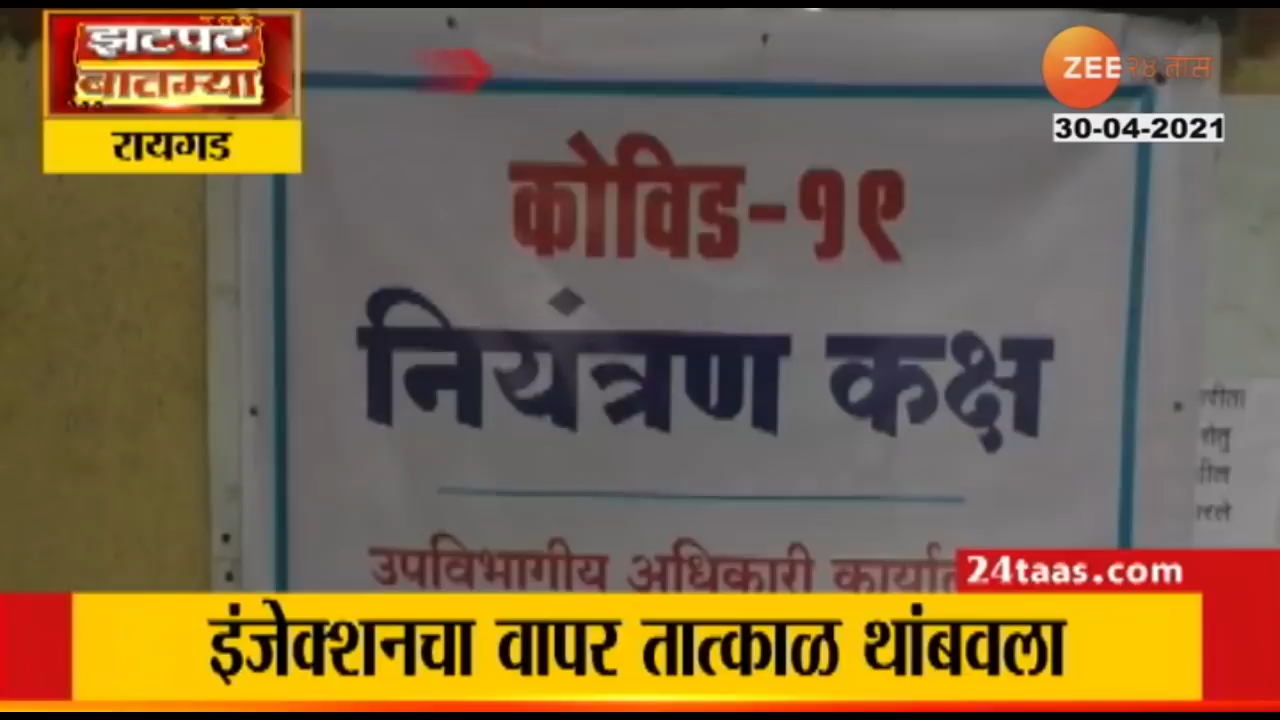 झटपट
बातम्या
रायगड
ZEE २४ तास
30-04-2021
कोविड-१९
नियंत्रण कक्ष
उपविभागीय अधिकारी
24taas.com
इंजेक्शनचा वापर तात्काळ थांबवला